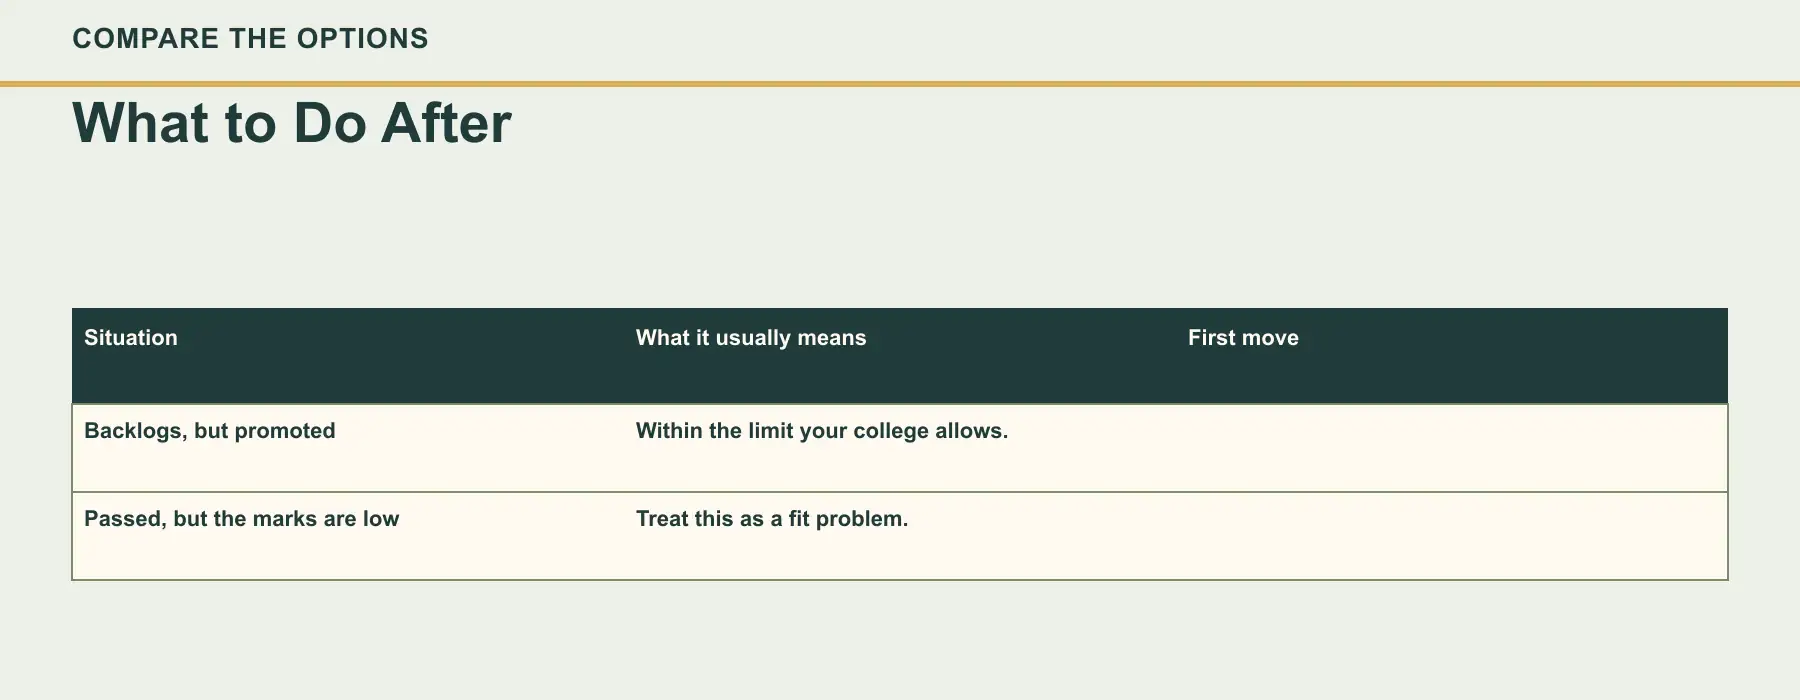 COMPARE THE OPTIONS
What to Do After
Situation What it usually means First move
Backlogs, but promoted Within the limit your college allows.
Passed, but the marks are low Treat this as a fit problem.